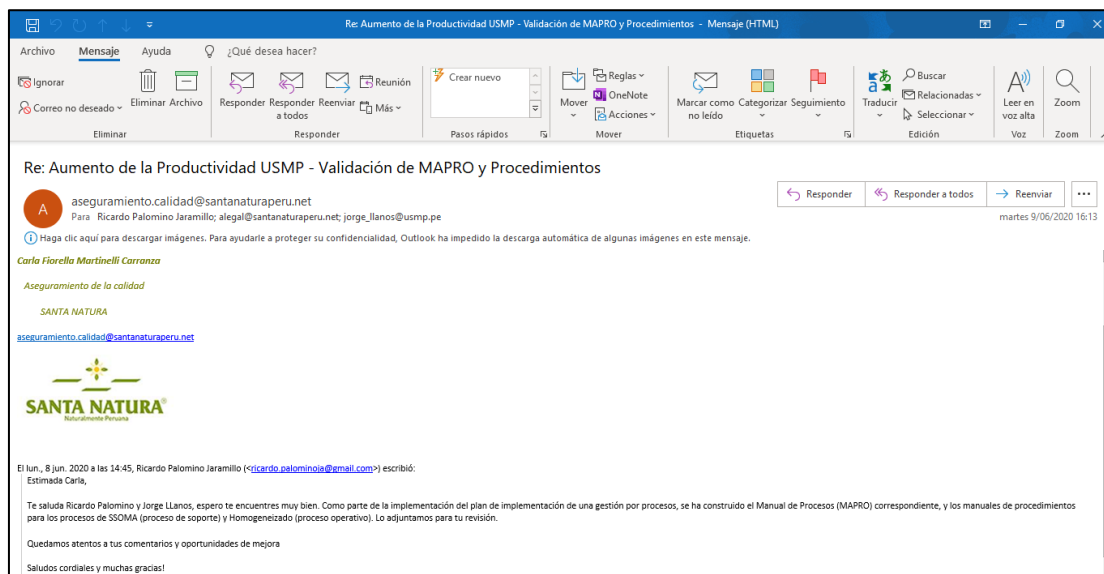 Re: Aumento de la Productividad USMP - Validación de MAPRO y Procedimientos - Mensaje (HTML)
Archivo Mensaje Ayuda ¿Qué desea hacer?
Ignorar
Correo no deseado
Eliminar
Archivo
Eliminar
Responder
Responder a todos
Reenviar
Reunión
Más
Responder
Crear nuevo
Pasos rápidos
Mover
Reglas
OneNote
Acciones
Mover
Marcar como no leído
Categorizar
Seguimiento
Etiquetas
Traducir
Buscar
Relacionadas
Seleccionar
Edición
Leer en voz alta
Voz
Zoom
Zoom
Re: Aumento de la Productividad USMP - Validación de MAPRO y Procedimientos
A
aseguramiento.calidad@santanaturaperu.net
Para Ricardo Palomino Jaramillo; alegal@santanaturaperu.net; jorge_llanos@usmp.pe
Responder
Responder a todos
Reenviar
martes 9/06/2020 16:13
Haga clic aquí para descargar imágenes. Para ayudarle a proteger su confidencialidad, Outlook ha impedido la descarga automática de algunas imágenes en este mensaje.
Carla Fiorella Martinelli Carranza
Aseguramiento de la calidad
SANTA NATURA
aseguramiento.calidad@santanaturaperu.net
SANTA NATURA®
Naturalmente Peruana
El lun., 8 jun. 2020 a las 14:45, Ricardo Palomino Jaramillo (<ricardo.palominoja@gmail.com>) escribió:
Estimada Carla,
Te saluda Ricardo Palomino y Jorge LLanos, espero te encuentres muy bien. Como parte de la implementación del plan de implementación de una gestión por procesos, se ha construido el Manual de Procesos (MAPRO) correspondiente, y los manuales de procedimientos
para los procesos de SSOMA (proceso de soporte) y Homogeneizado (proceso operativo). Lo adjuntamos para tu revisión.
Quedamos atentos a tus comentarios y oportunidades de mejora
Saludos cordiales y muchas gracias!